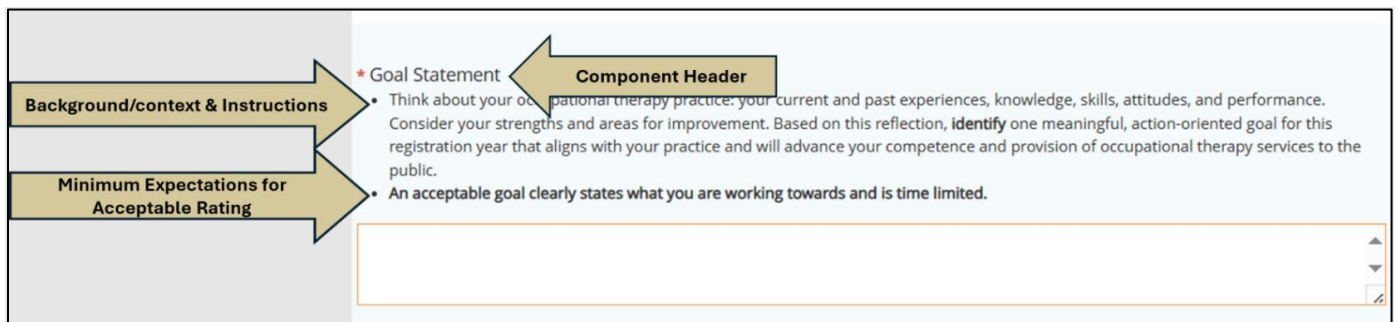 * Goal Statement
Component Header
Background/context & Instructions
• Think about your occupational therapy practice: your current and past experiences, knowledge, skills, attitudes, and performance.
Consider your strengths and areas for improvement. Based on this reflection, identify one meaningful, action-oriented goal for this
registration year that aligns with your practice and will advance your competence and provision of occupational therapy services to the
public.
Minimum Expectations for
Acceptable Rating
• An acceptable goal clearly states what you are working towards and is time limited.